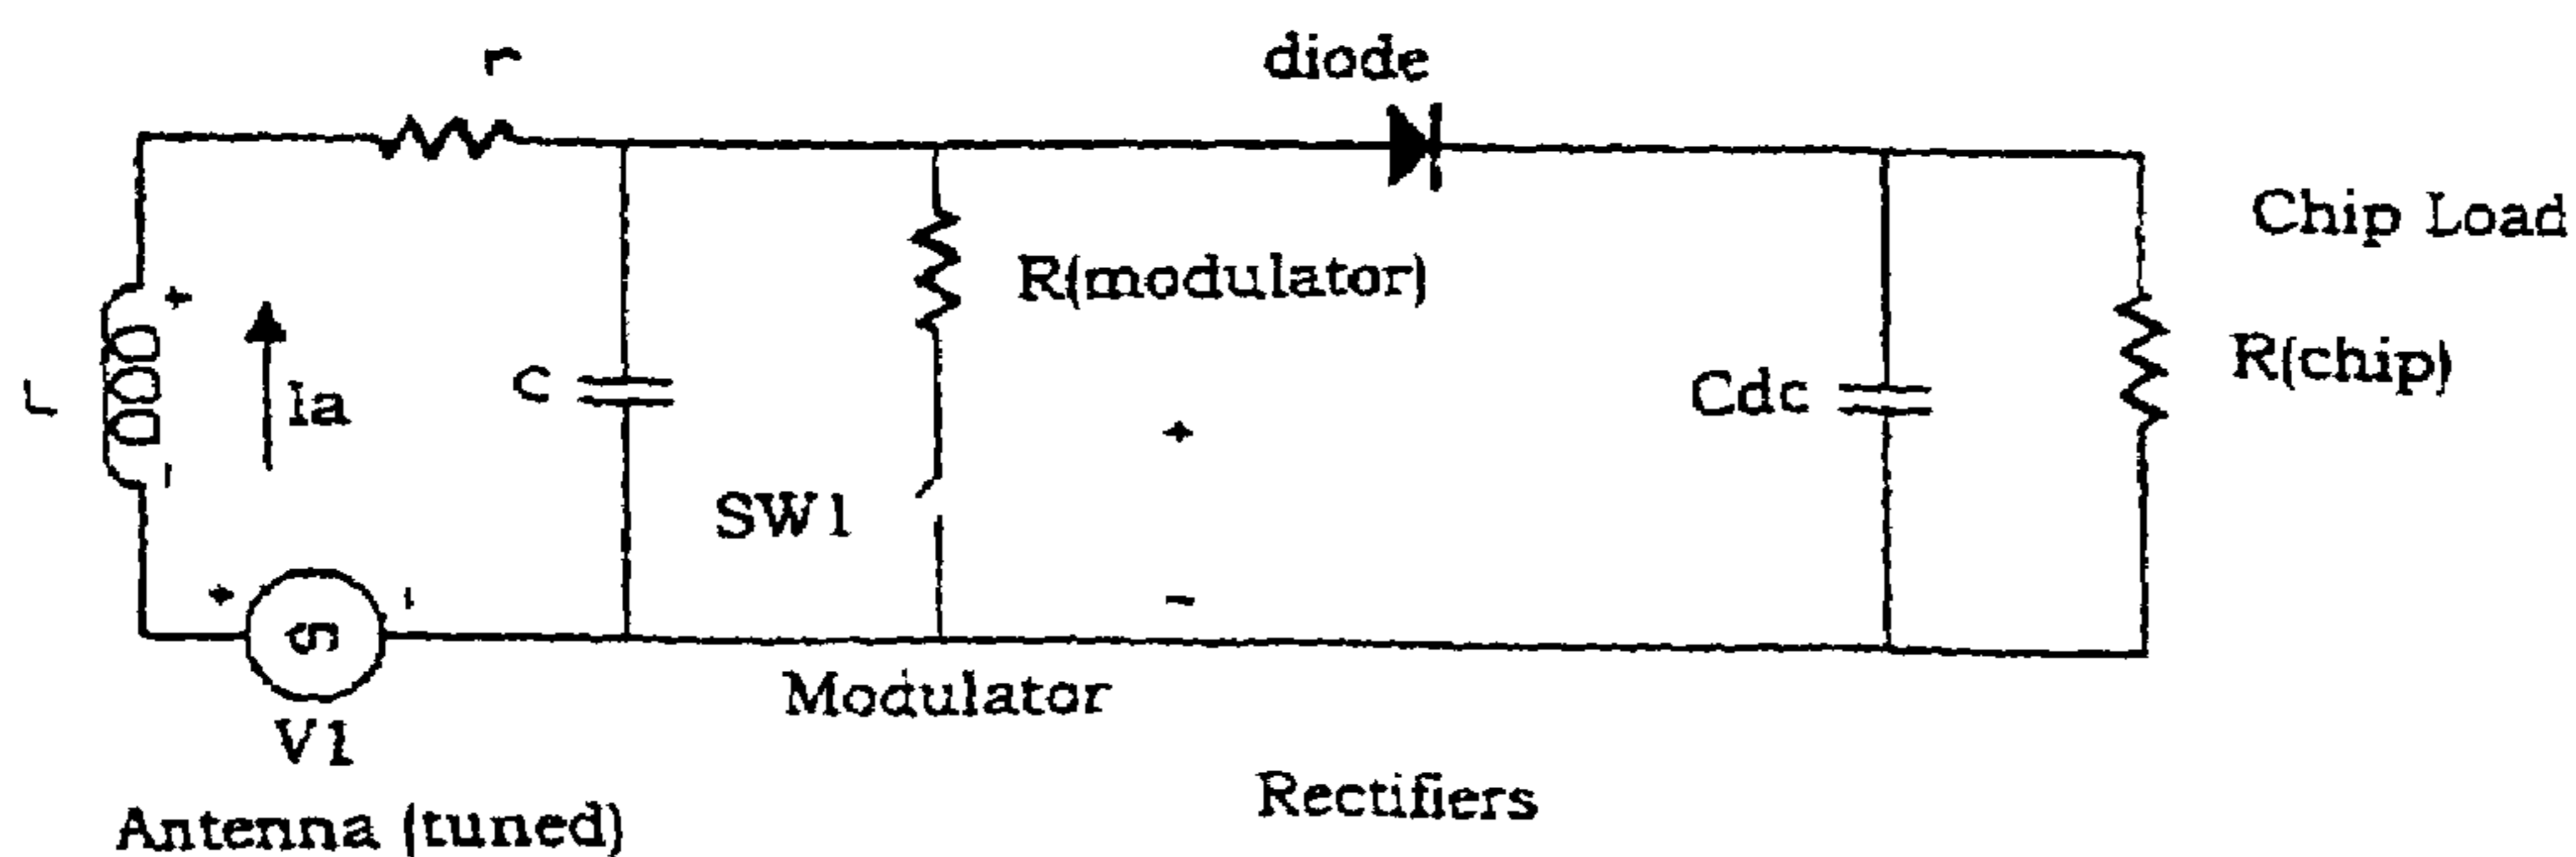 r
diode
Chip Load
R(modulator)
R(chip)
L
Ia
C
Cdc
+
-
+
-
SW1
+
-
S
V1
Modulator
Antenna (tuned)
Rectifiers